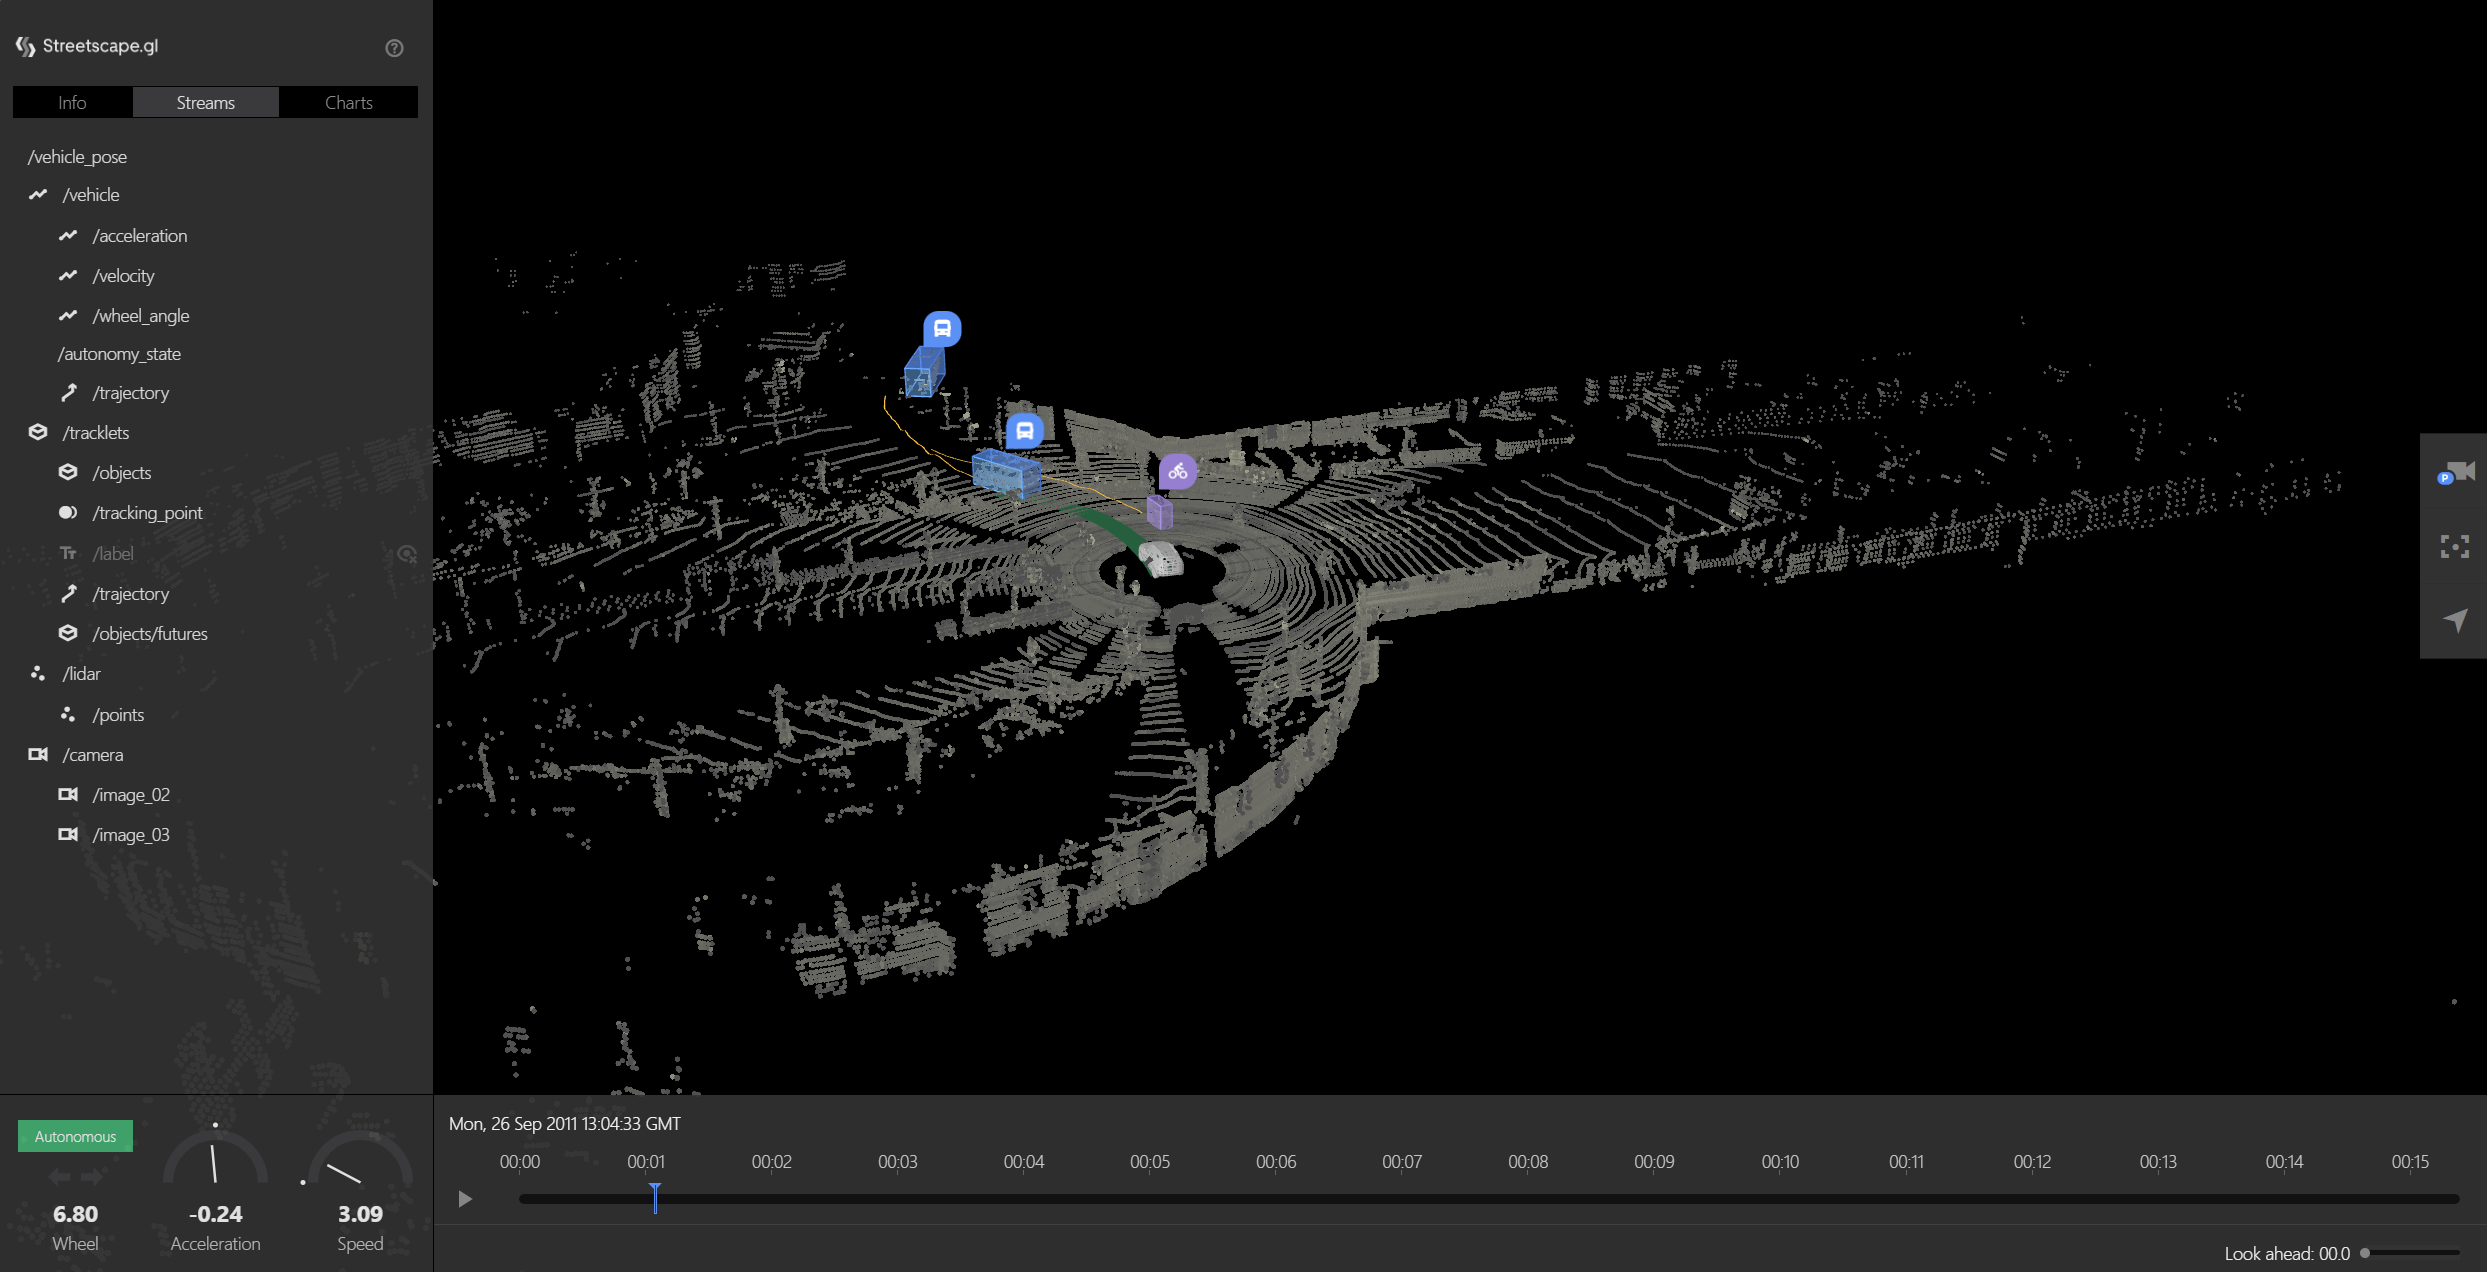 Streetscape.gl
Info Streams Charts
/vehicle_pose
/vehicle
/acceleration
/velocity
/wheel_angle
/autonomy_state
/trajectory
/tracklets
/objects
/tracking_point
Tт /label
/trajectory
/objects/futures
/lidar
/points
/camera
/image_02
/image_03
P
Autonomous
6.80 -0.24 3.09
Wheel Acceleration Speed
Mon, 26 Sep 2011 13:04:33 GMT
00:00 00:01 00:02 00:03 00:04 00:05 00:06 00:07 00:08 00:09 00:10 00:11 00:12 00:13 00:14 00:15
Look ahead: 00.0